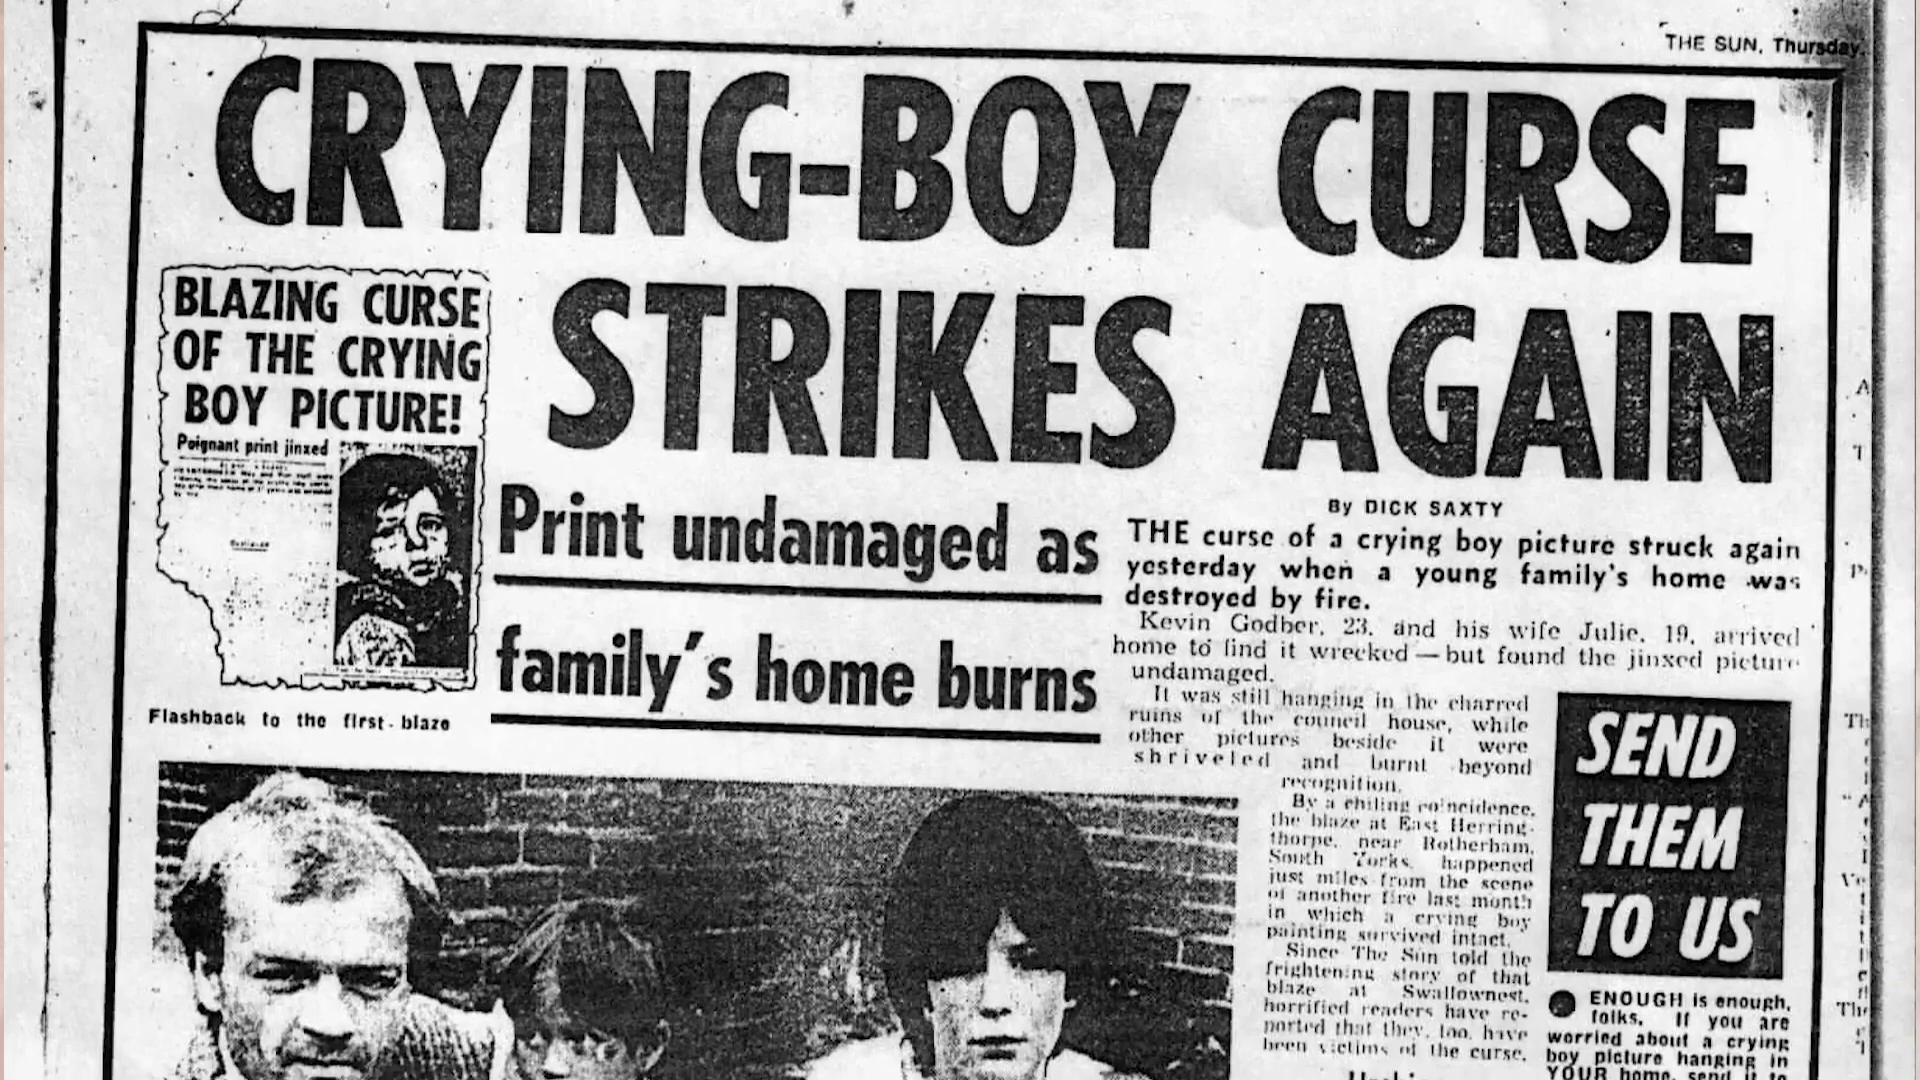 THE SUN, Thursday,
CRYING-BOY CURSE
STRIKES AGAIN
BLAZING CURSE
OF THE CRYING
BOY PICTURE!
Poignant print jinxed
Flashback to the first blaze
Print undamaged as
family's home burns
By DICK SAXTY
THE curse of a crying boy picture struck again
yesterday when a young family's home was
destroyed by fire.
Kevin Godber, 23, and his wife Julie, 19, arrived
home to find it wrecked — but found the jinxed picture
undamaged.
It was still hanging in the charred
ruins of the council house, while
other pictures beside it were
shriveled and burnt beyond
recognition.
By a chiling coincidence,
the blaze at East Herring-
thorpe, near Rotherham,
South Yorks, happened
just miles from the scene
of another fire last month
in which a crying boy
painting survived intact.
Since The Sun told the
frightening story of that
blaze at Swallownest,
horrified readers have re-
ported that they, too, have
been victims of the curse.
SEND
THEM
TO US
ENOUGH is enough,
folks. If you are
worried about a crying
boy picture hanging in
YOUR home, send it to